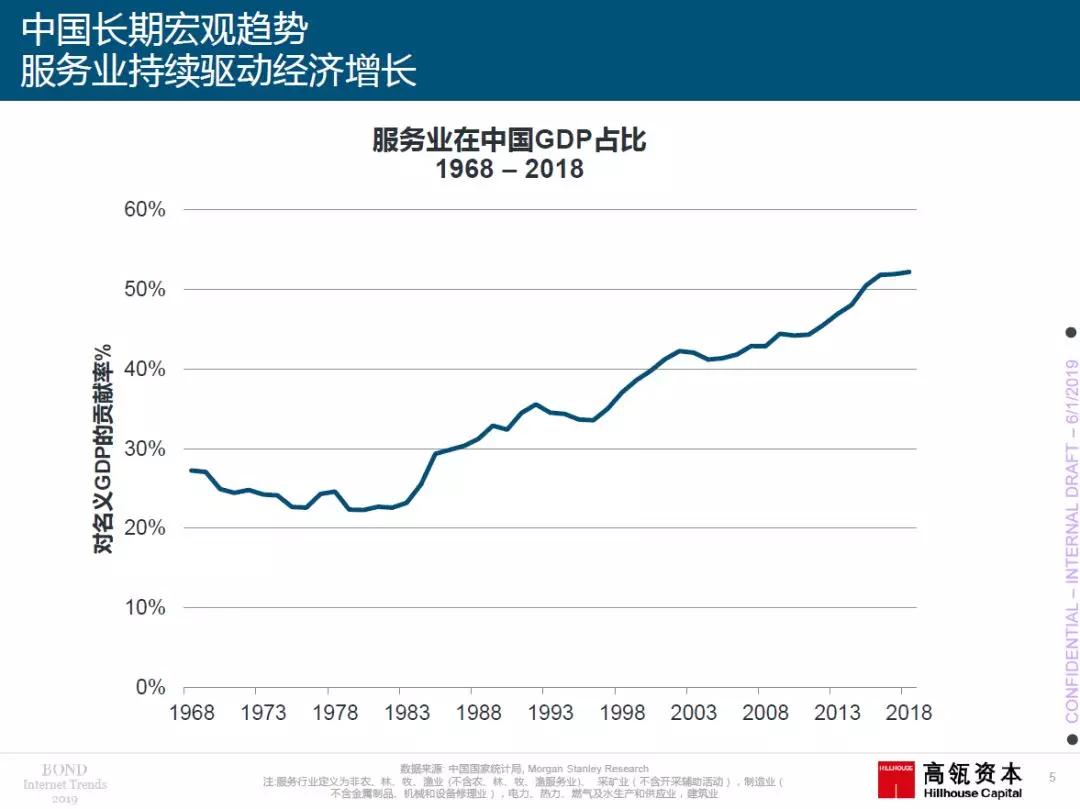 中国长期宏观趋势
服务业持续驱动经济增长
服务业在中国GDP占比
1968 – 2018
对名义GDP的贡献率%
60%
50%
40%
30%
20%
10%
0%
1968 1973 1978 1983 1988 1993 1998 2003 2008 2013 2018
CONFIDENTIAL – INTERNAL DRAFT – 6/1/2019
BOND
Internet Trends
2019
数据来源: 中国国家统计局, Morgan Stanley Research
注:服务行业定义为非农、林、牧、渔业 (不含农、林、牧、渔服务业)、 采矿业（不含开采辅助活动）, 制造业（
不含金属制品、机械和设备修理业）, 电力、热力、燃气及水生产和供应业, 建筑业
HILLHOUSE
高瓴资本
Hillhouse Capital
5